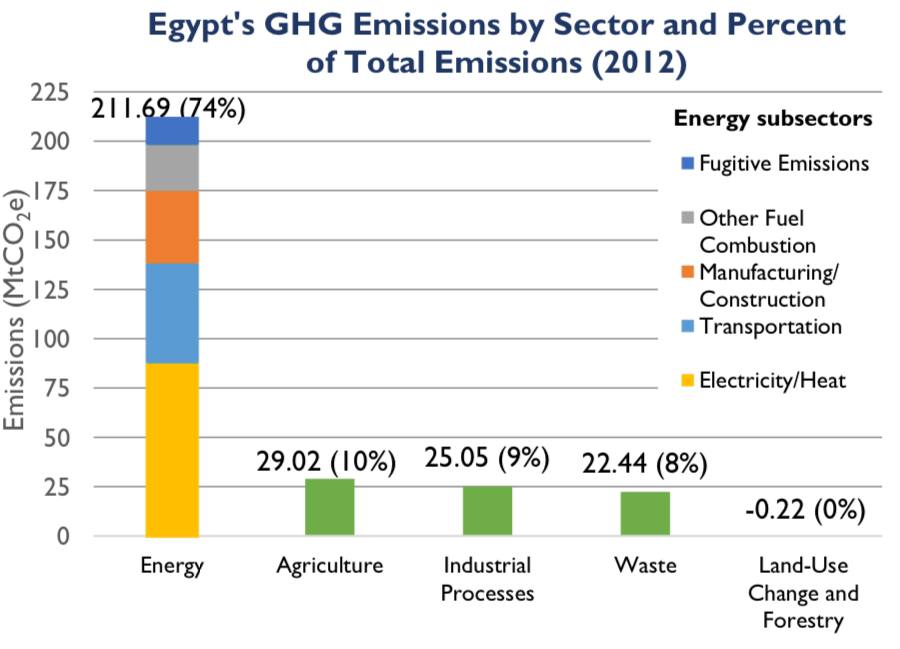 Egypt's GHG Emissions by Sector and Percent
of Total Emissions (2012)
Emissions (MtCO₂e)
225
200
175
150
125
100
75
50
25
0
211.69 (74%)
29.02 (10%)
25.05 (9%)
22.44 (8%)
-0.22 (0%)
Energy subsectors
Fugitive Emissions
Other Fuel
Combustion
Manufacturing/
Construction
Transportation
Electricity/Heat
Energy
Agriculture
Industrial
Processes
Waste
Land-Use
Change and
Forestry